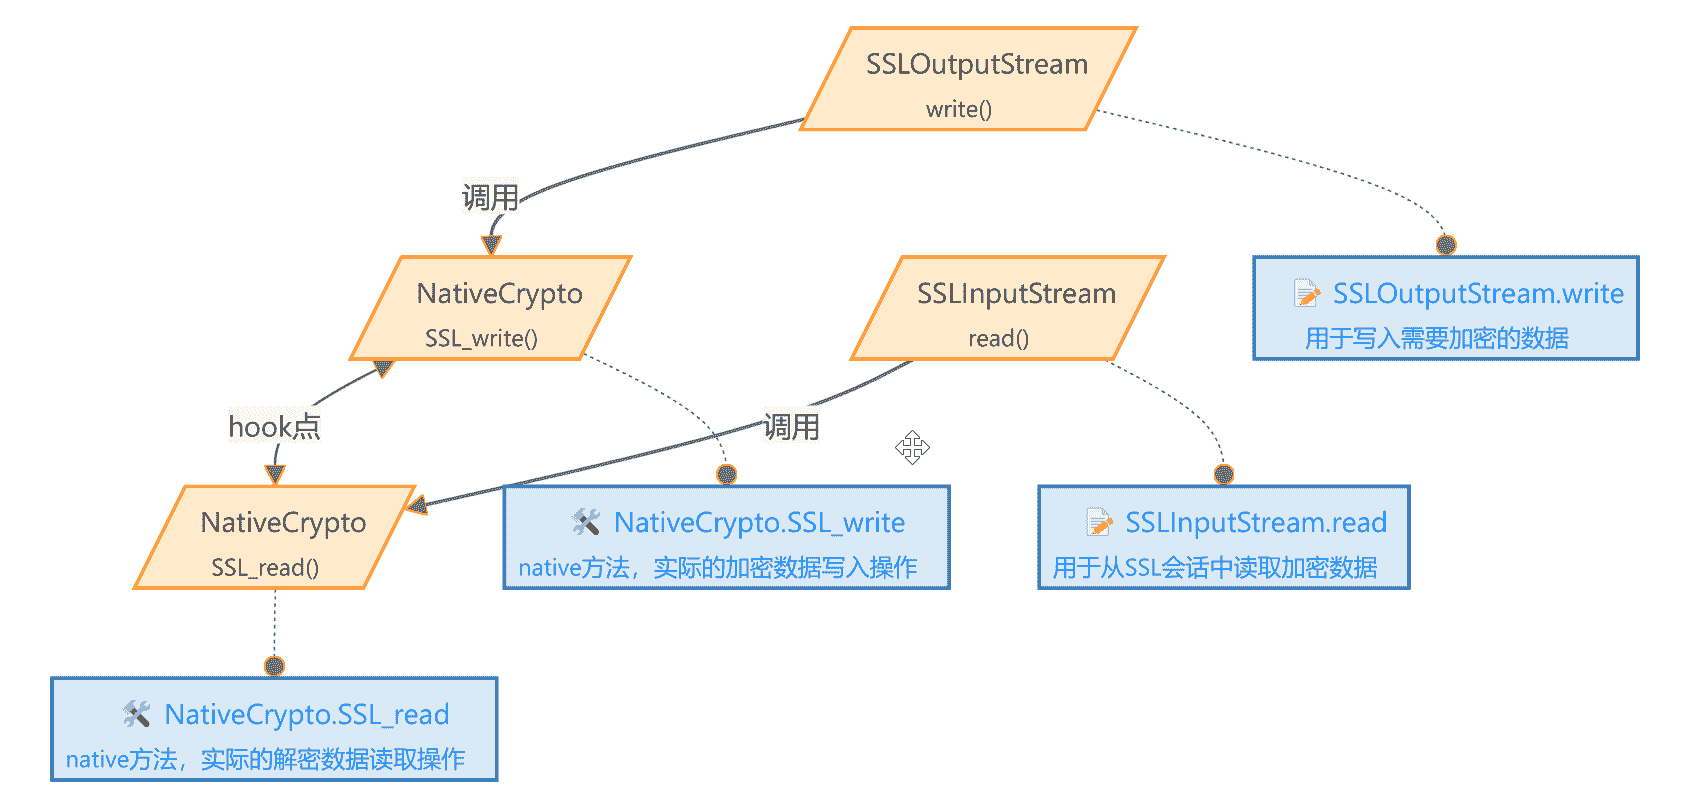 SSLOutputStream
write()
调用
NativeCrypto
SSL_write()
SSLInputStream
read()
SSLOutputStream.write
用于写入需要加密的数据
hook点
调用
NativeCrypto
SSL_read()
NativeCrypto.SSL_write
native方法，实际的加密数据写入操作
SSLInputStream.read
用于从SSL会话中读取加密数据
NativeCrypto.SSL_read
native方法，实际的解密数据读取操作